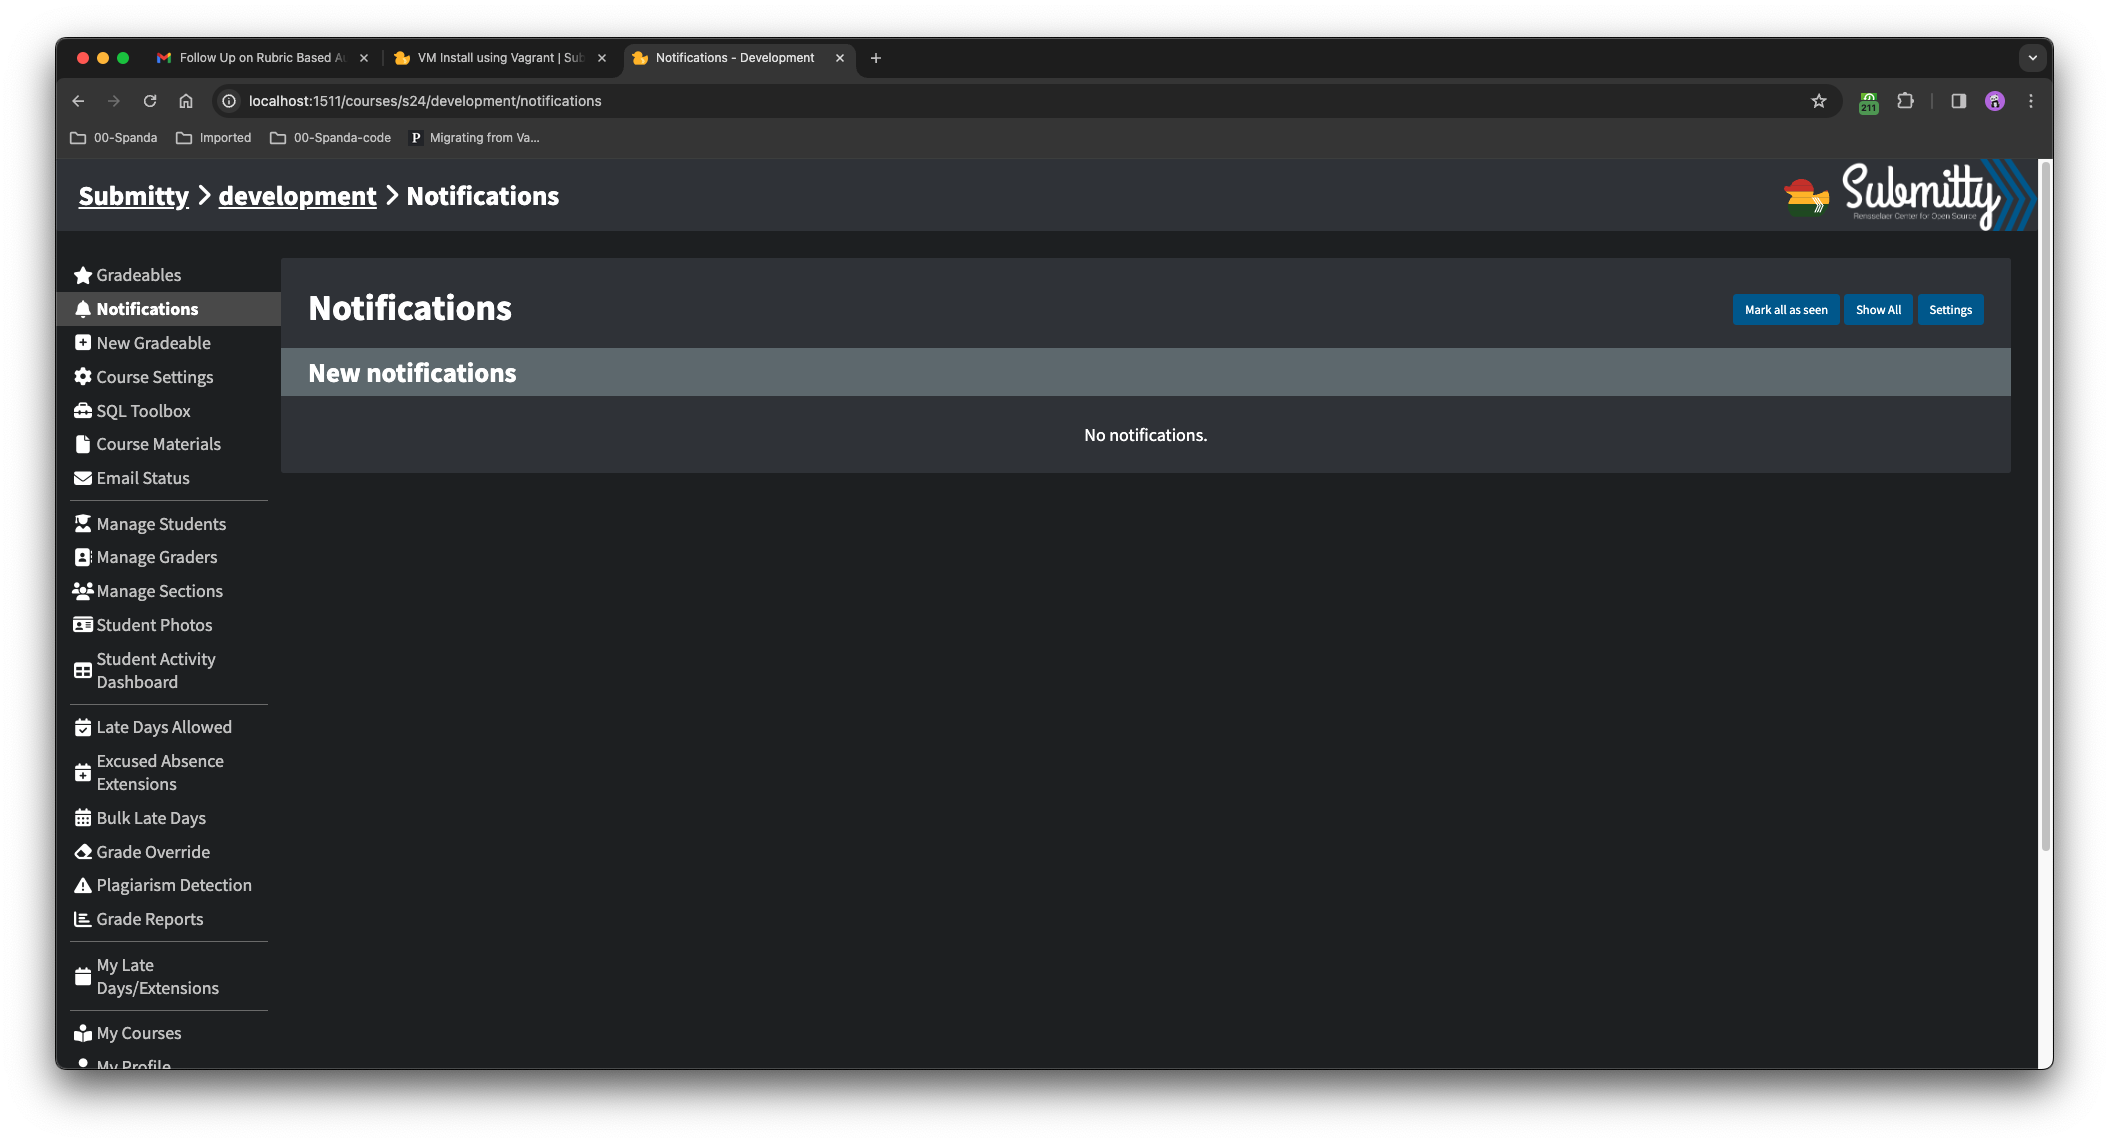 Follow Up on Rubric Based A
VM Install using Vagrant | Sub
Notifications - Development
localhost:1511/courses/s24/development/notifications
211
00-Spanda
Imported
00-Spanda-code
P Migrating from Va...
Submitty > development > Notifications
Submitty
Rensselaer Center for Open Source
Gradeables
Notifications
New Gradeable
Course Settings
SQL Toolbox
Course Materials
Email Status
Manage Students
Manage Graders
Manage Sections
Student Photos
Student Activity
Dashboard
Late Days Allowed
Excused Absence
Extensions
Bulk Late Days
Grade Override
Plagiarism Detection
Grade Reports
My Late
Days/Extensions
My Courses
My Profile
Notifications
Mark all as seen
Show All
Settings
New notifications
No notifications.